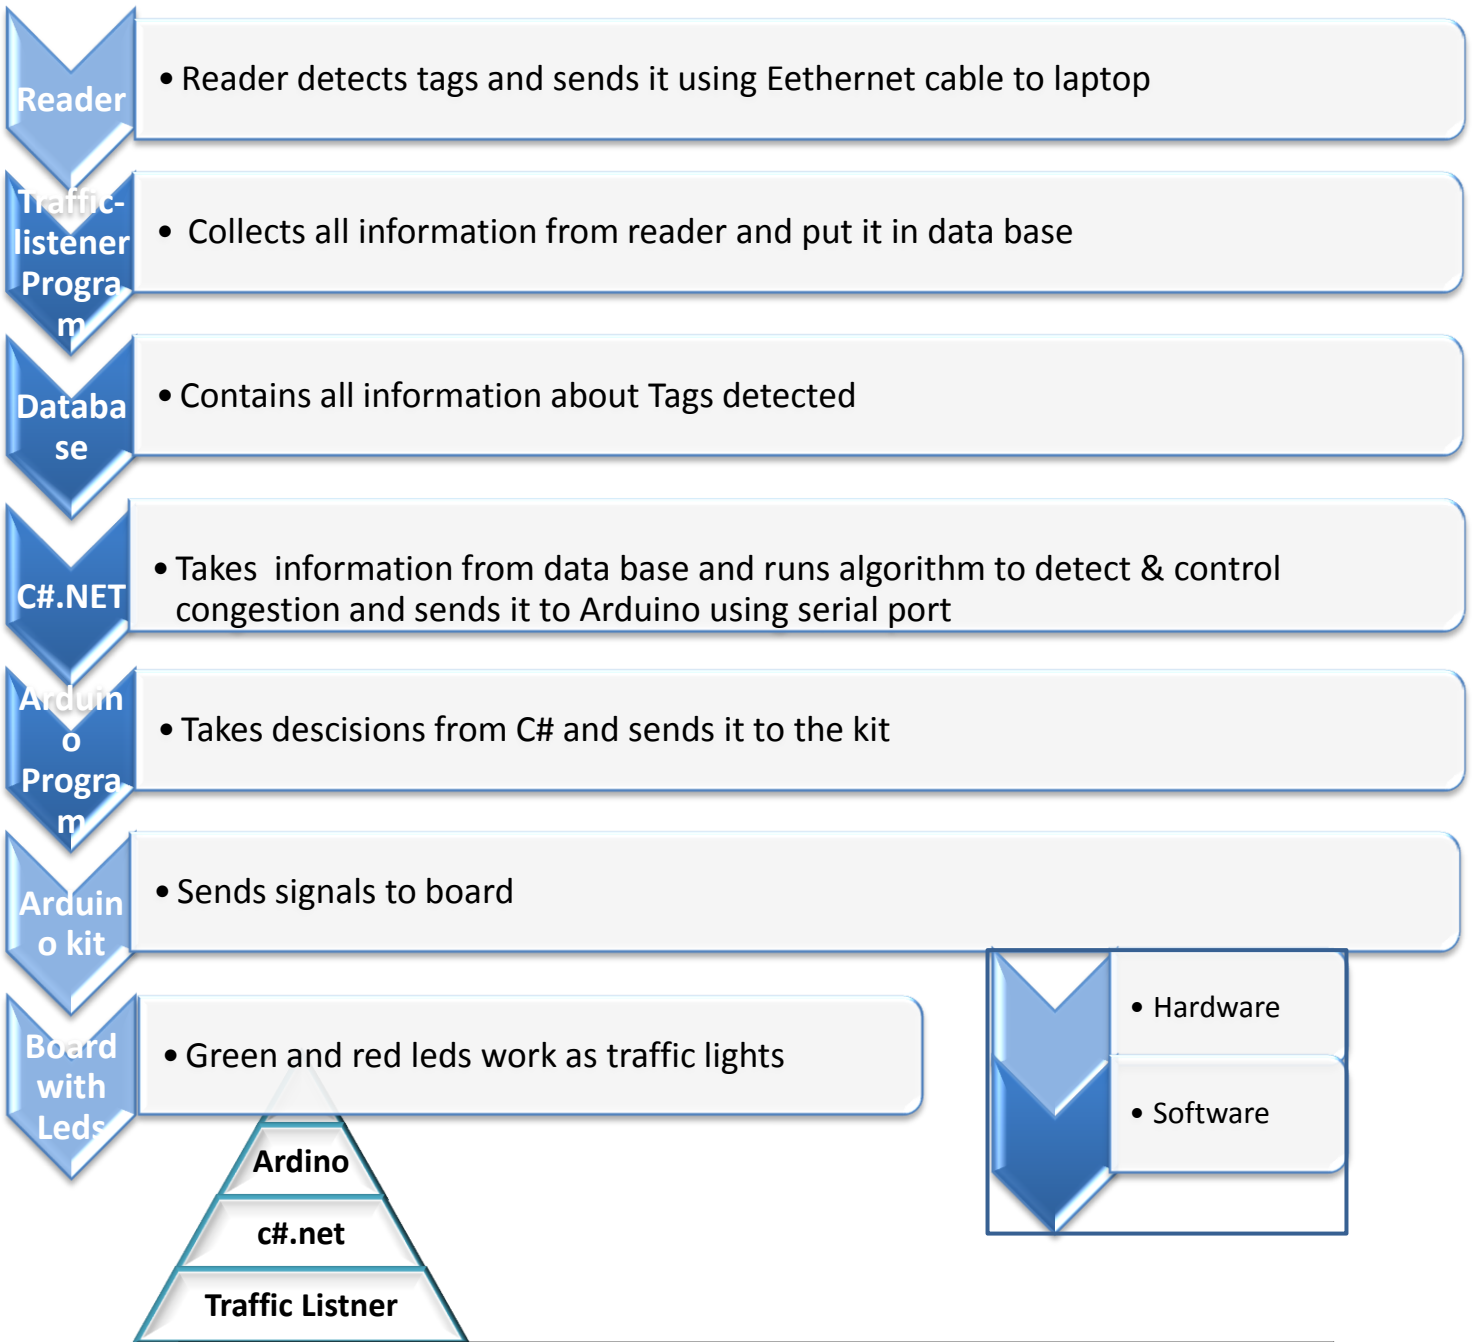 Reader
• Reader detects tags and sends it using Eethernet cable to laptop
Traffic-
listener
Progra
m
• Collects all information from reader and put it in data base
Databa
se
• Contains all information about Tags detected
C#.NET
• Takes information from data base and runs algorithm to detect & control
congestion and sends it to Arduino using serial port
Arduin
o
Progra
m
• Takes descisions from C# and sends it to the kit
Arduin
o kit
• Sends signals to board
Board
with
Leds
• Green and red leds work as traffic lights
• Hardware
• Software
Ardino
c#.net
Traffic Listner